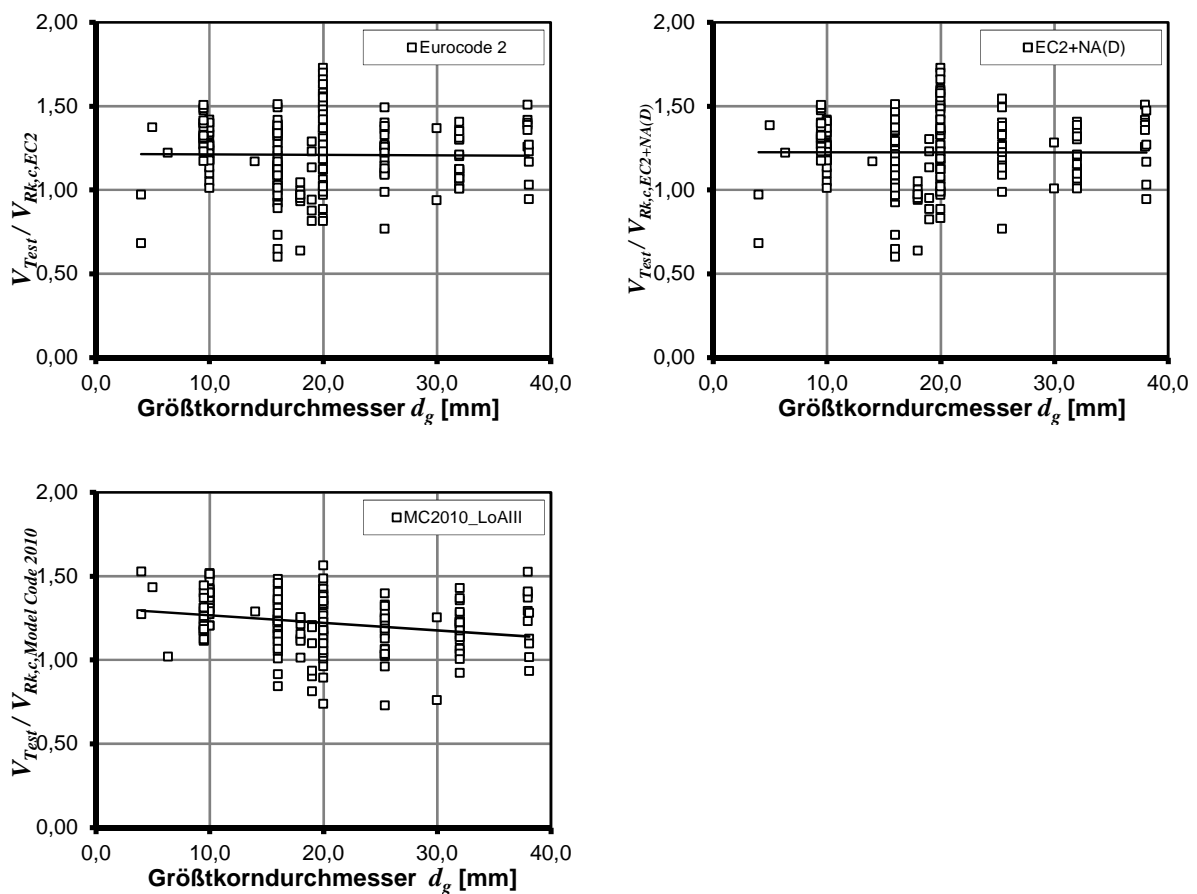 2,00
1,50
1,00
0,50
0,00
V_Test / V_Rk,c,EC2
Eurocode 2
0,0 10,0 20,0 30,0 40,0
Größtkorndurchmesser d_g [mm]
2,00
1,50
1,00
0,50
0,00
V_Test / V_Rk,c,EC2+NA(D)
EC2+NA(D)
0,0 10,0 20,0 30,0 40,0
Größtkorndurcmesser d_g [mm]
2,00
1,50
1,00
0,50
0,00
V_Test / V_Rk,c,Model Code 2010
MC2010_LoAIII
0,0 10,0 20,0 30,0 40,0
Größtkorndurchmesser d_g [mm]